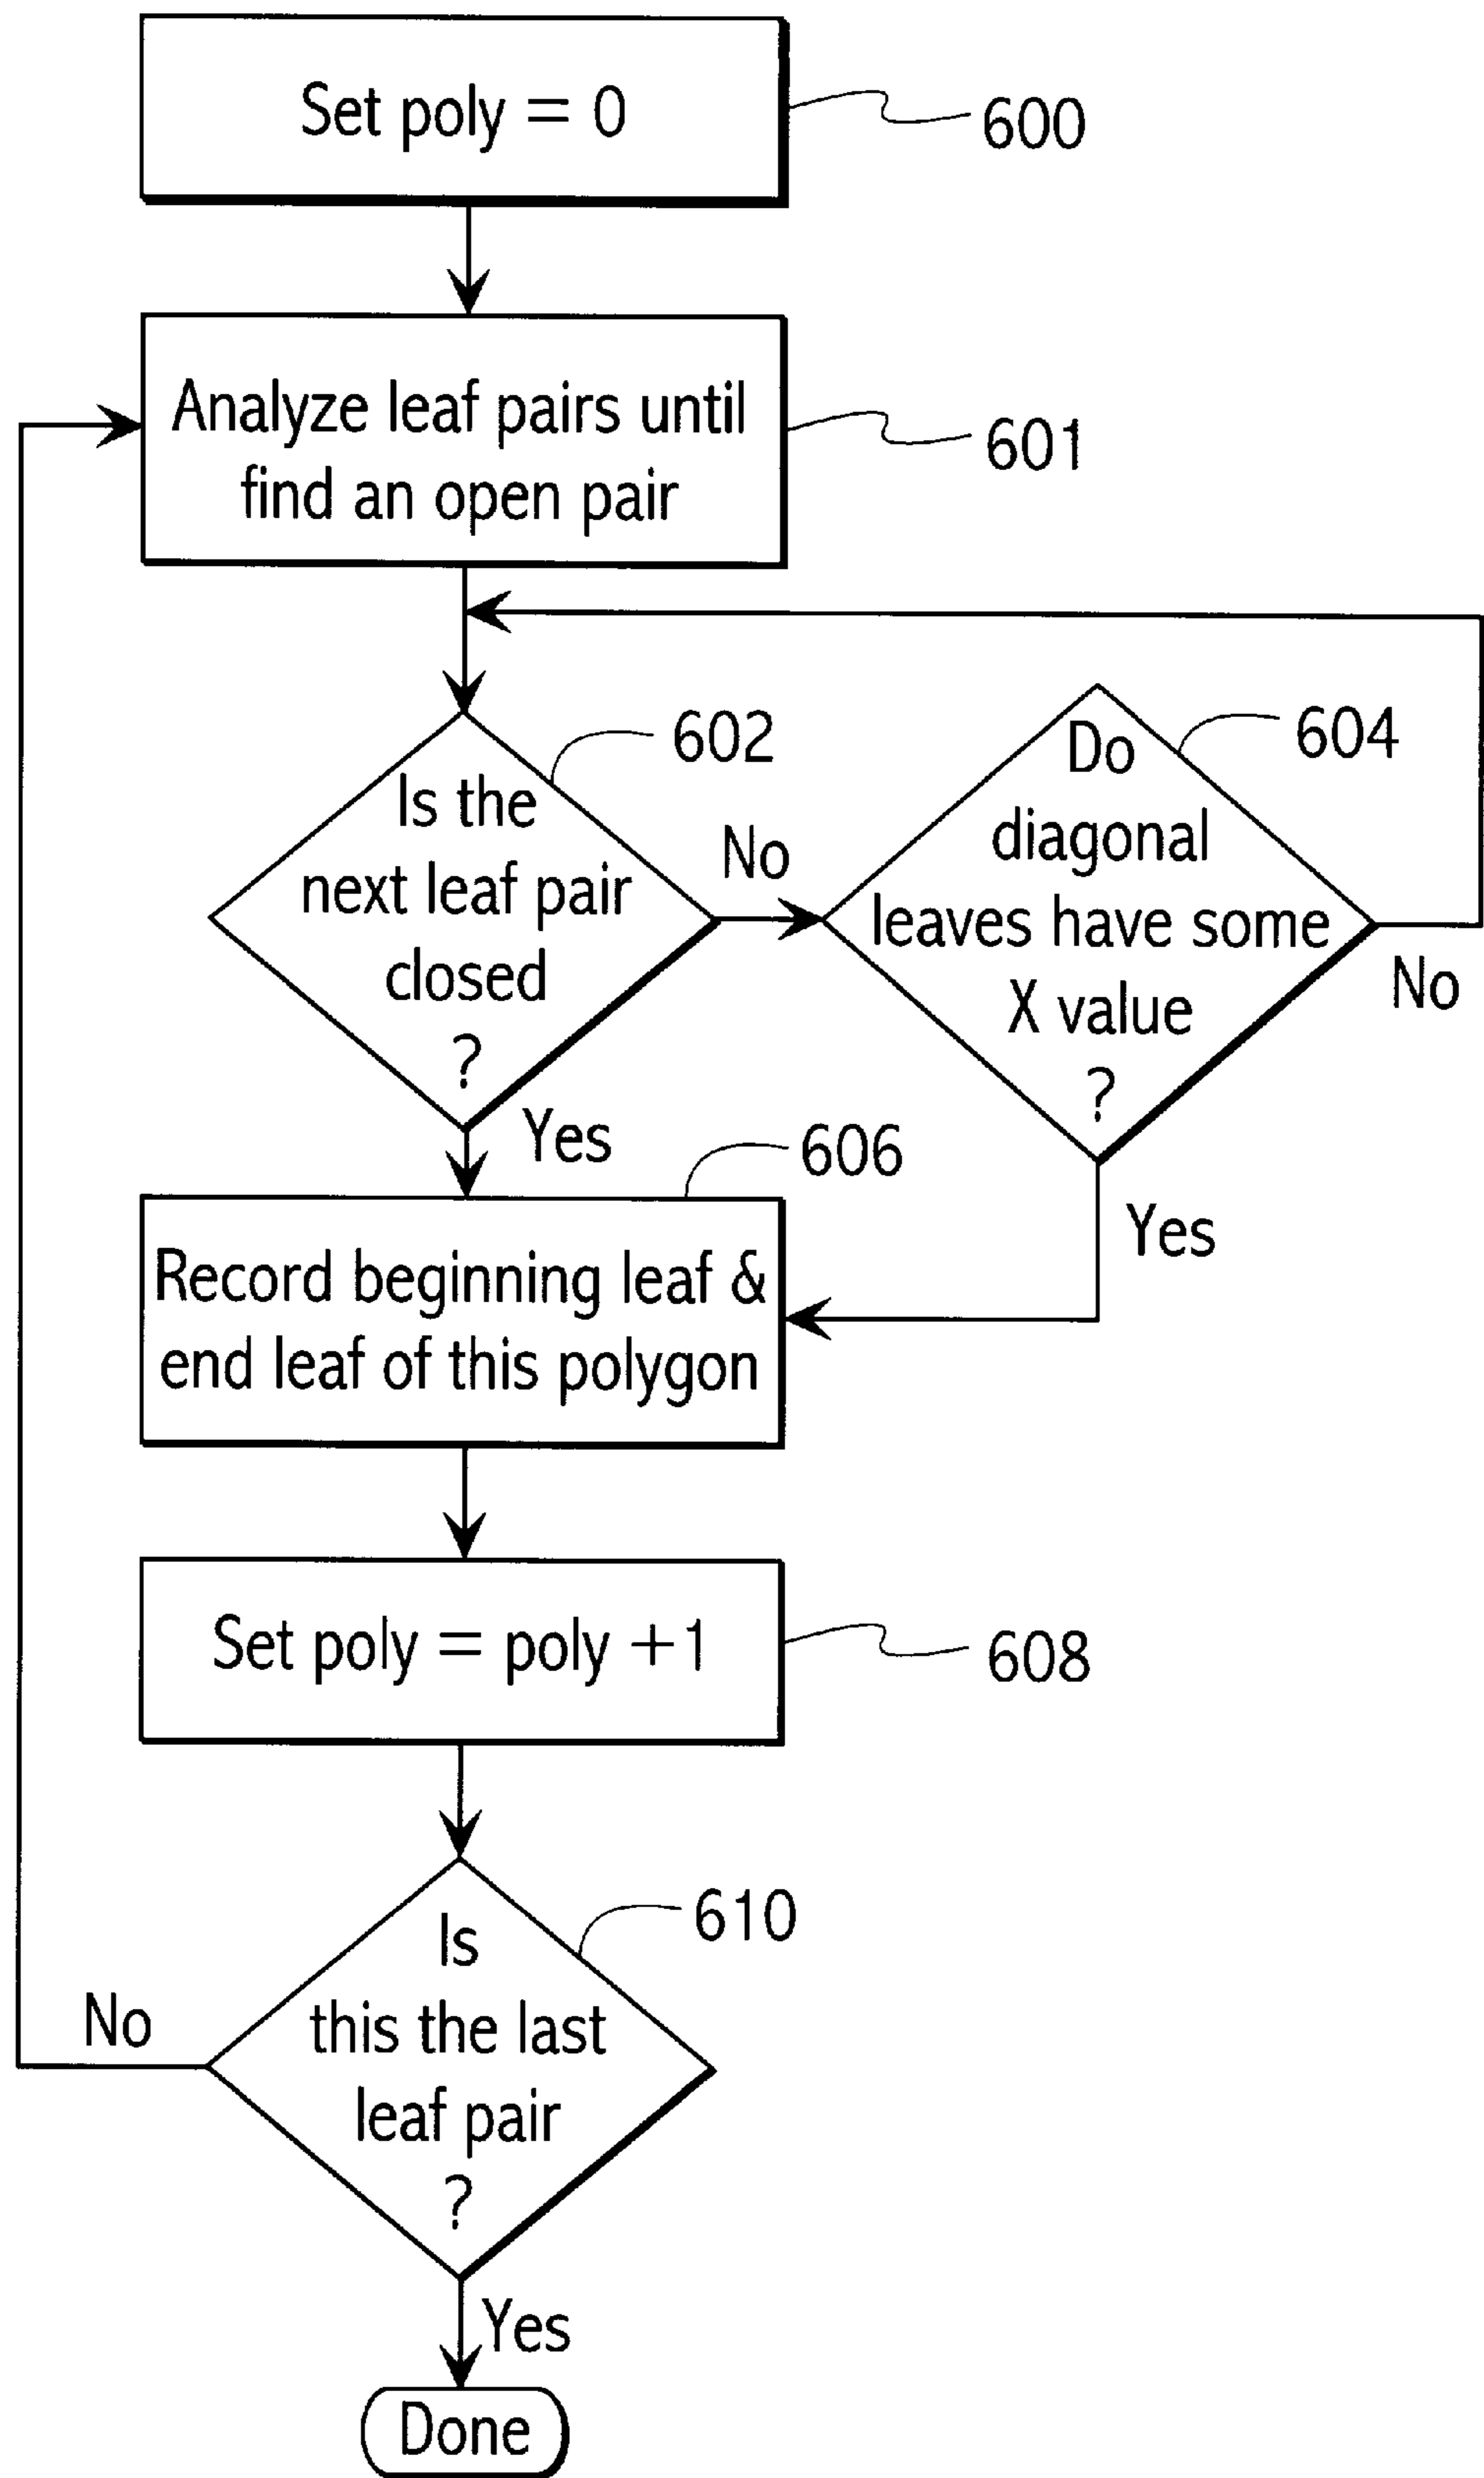 Set poly = 0
600
Analyze leaf pairs until
find an open pair
601
602
Is the
next leaf pair
closed
?
No
Yes
604
Do
diagonal
leaves have some
X value
?
No
Yes
606
Record beginning leaf &
end leaf of this polygon
Set poly = poly +1
608
610
Is
this the last
leaf pair
?
No
Yes
Done